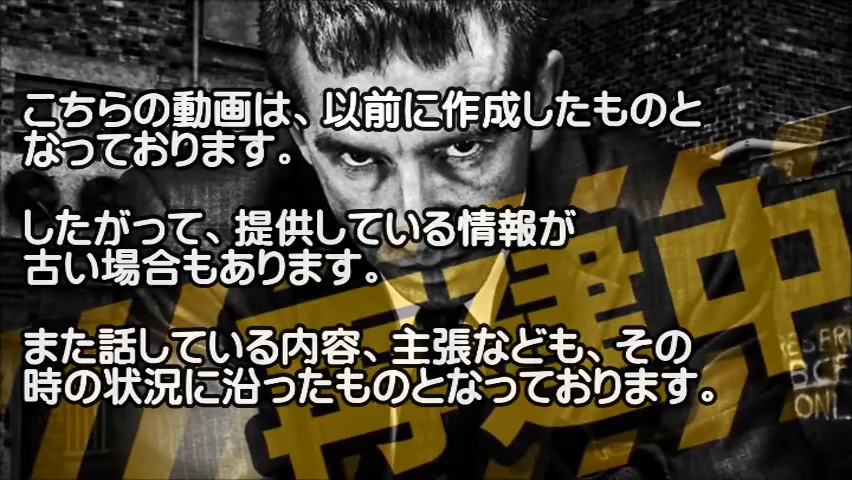 こちらの動画は、以前に作成したものと
なっております。
したがって、提供している情報が
古い場合もあります。
また話している内容、主張なども、その
時の状況に沿ったものとなっております。
再建中
ONL